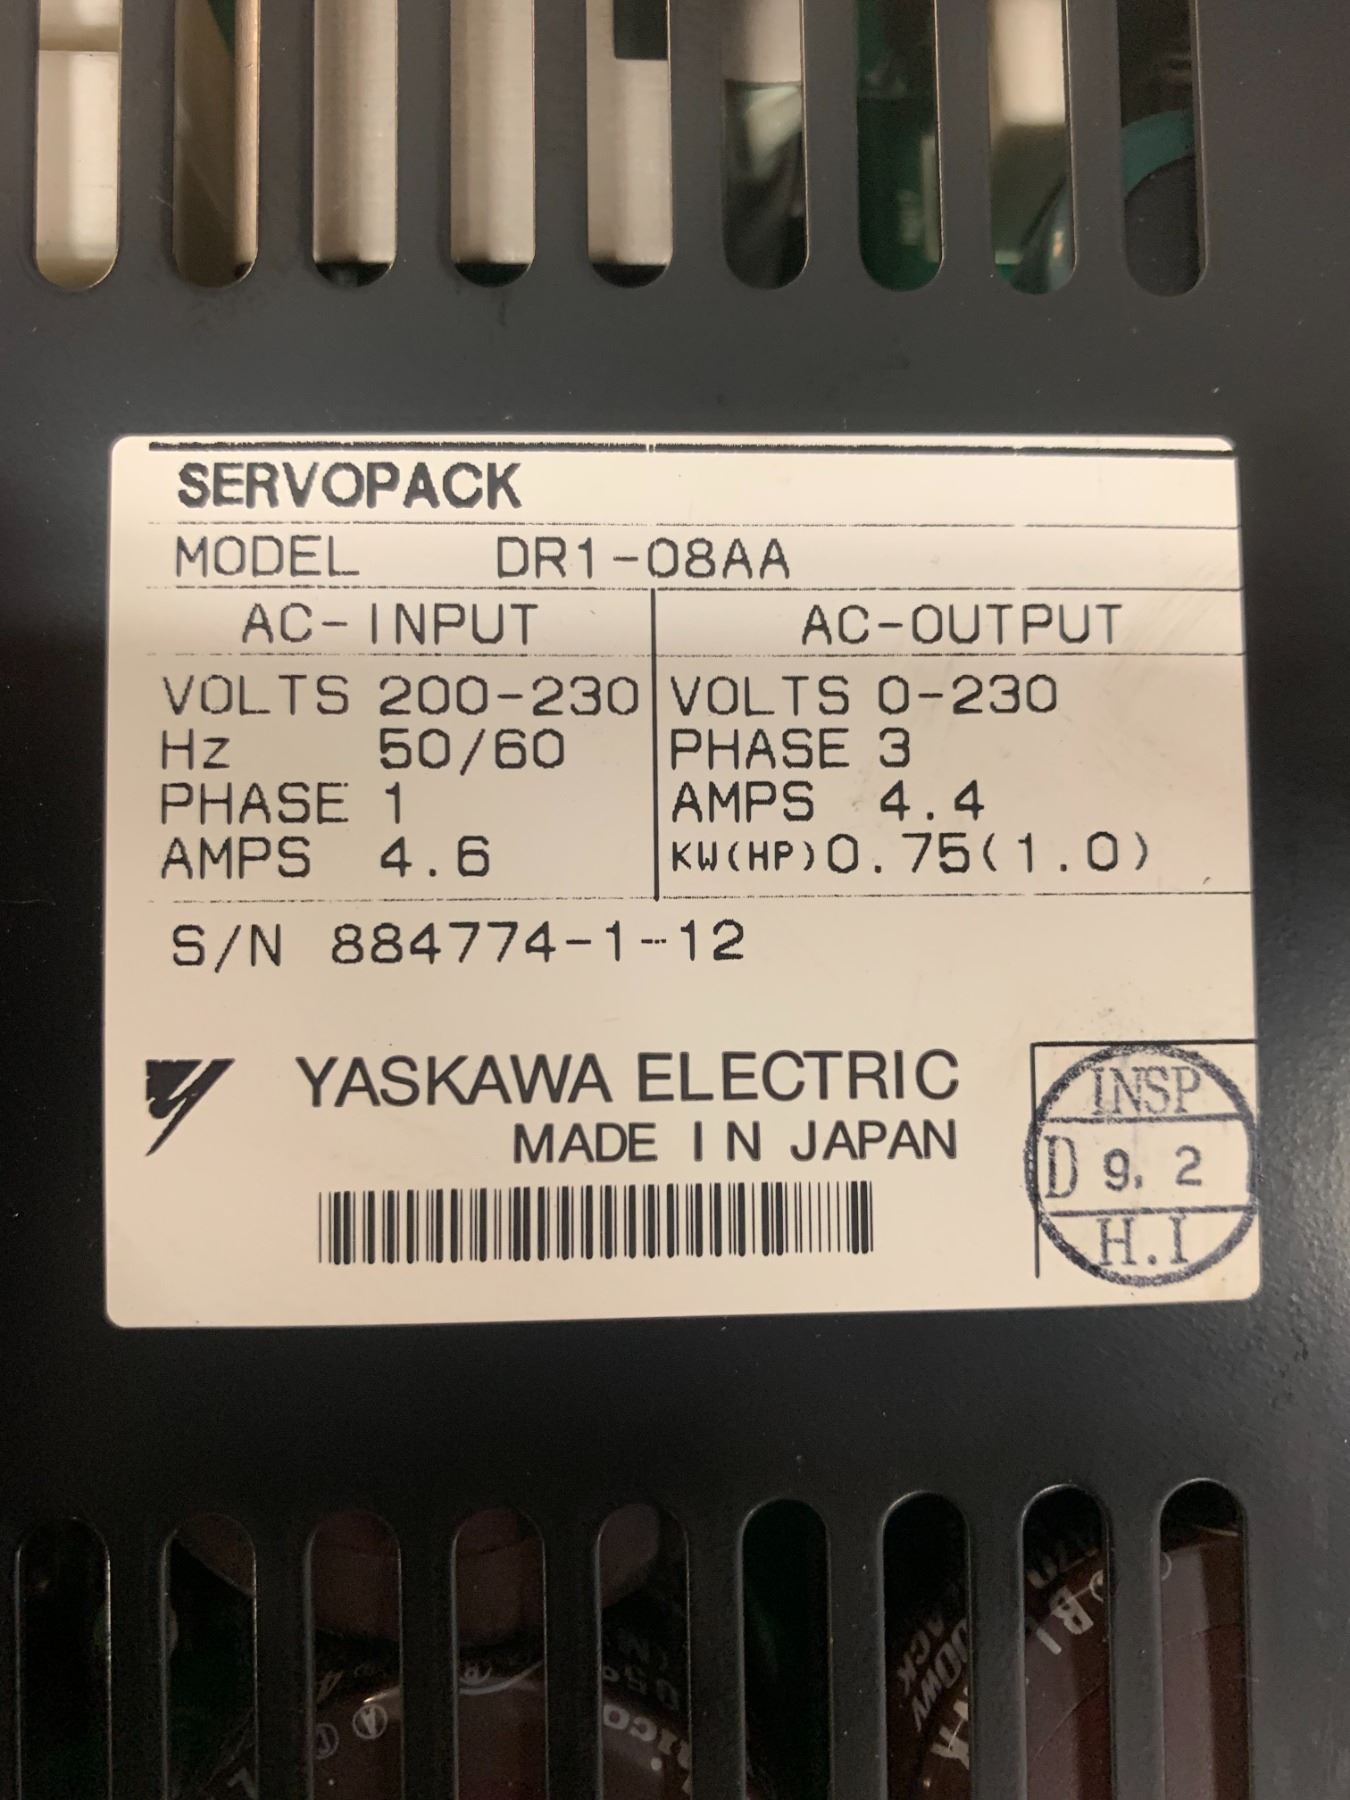 SERVOPACK
MODEL DR1-08AA
AC-INPUT AC-OUTPUT
VOLTS 200-230 VOLTS 0-230
Hz 50/60 PHASE 3
PHASE 1 AMPS 4.4
AMPS 4.6 KW(HP)0.75(1.0)
S/N 884774-1--12
YASKAWA ELECTRIC
MADE IN JAPAN
INSP
D 9. 2
H.I